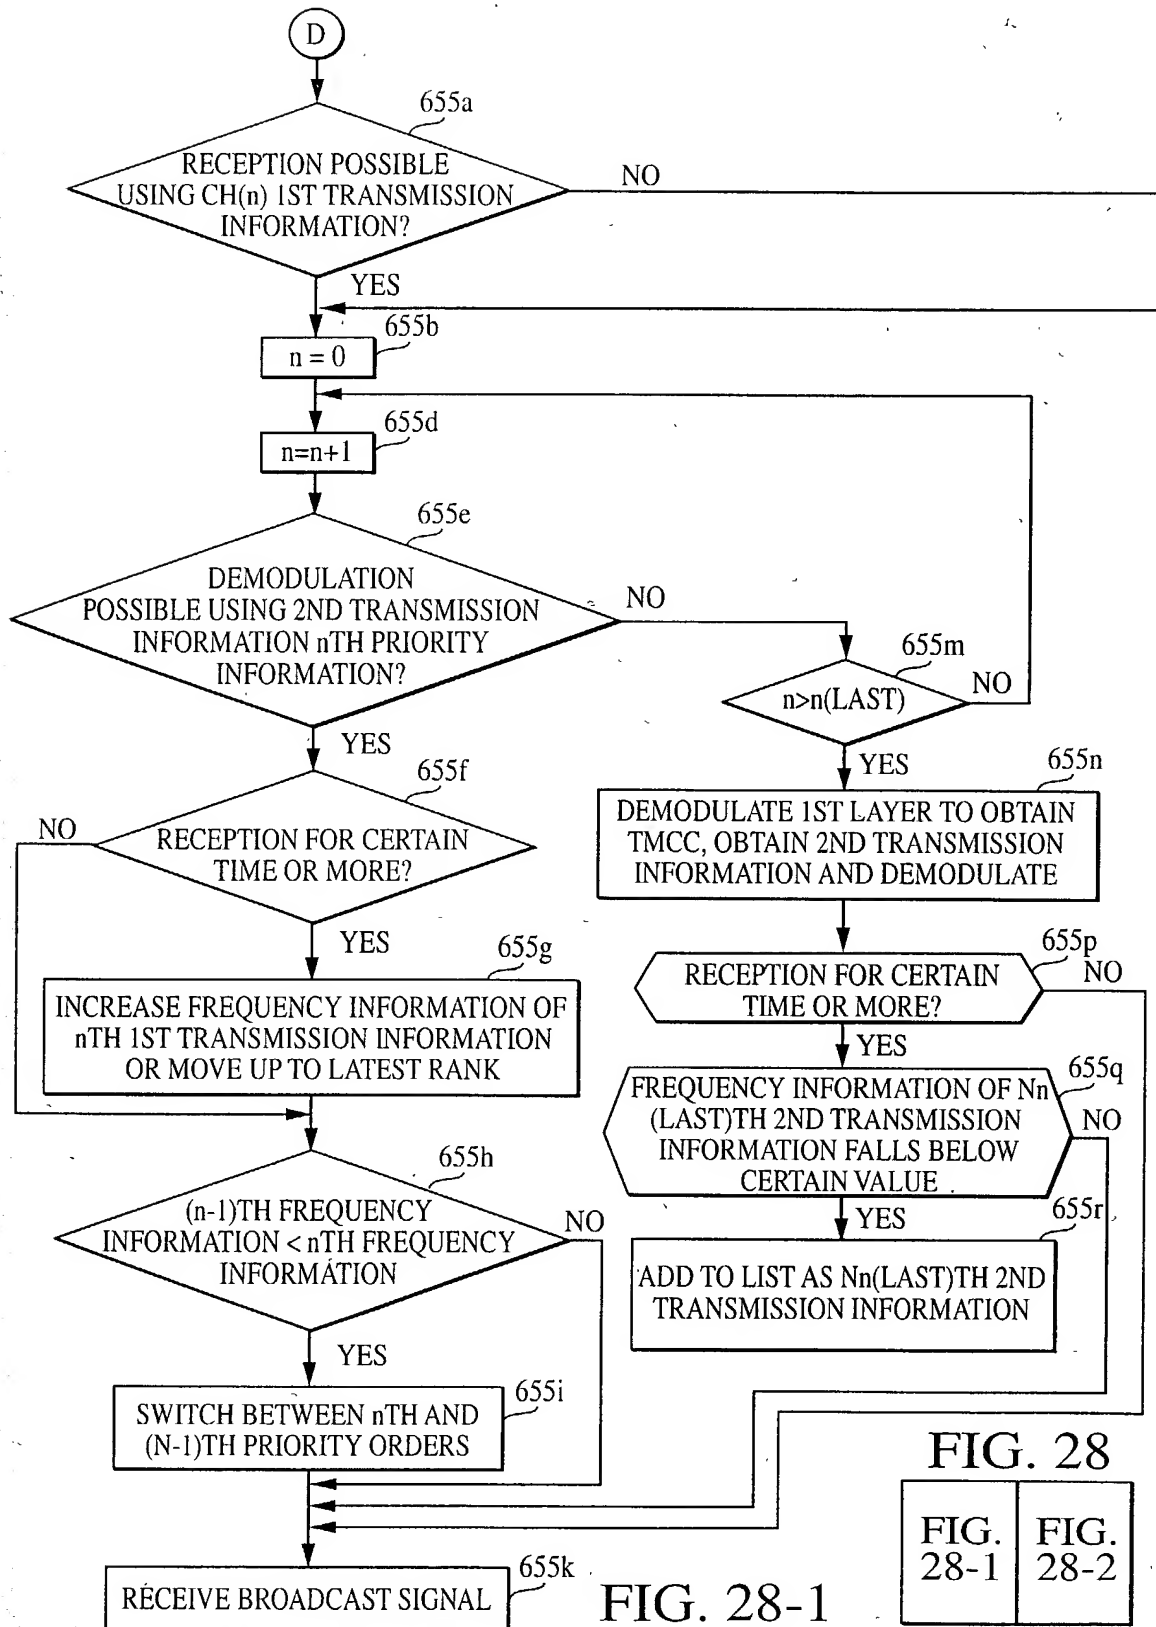 D
655a
RECEPTION POSSIBLE
USING CH(n) 1ST TRANSMISSION
INFORMATION?
NO
YES
655b
n = 0
655d
n=n+1
655e
DEMODULATION
POSSIBLE USING 2ND TRANSMISSION
INFORMATION nTH PRIORITY
INFORMATION?
NO
655m
n>n(LAST)
NO
YES
YES
655f
NO
RECEPTION FOR CERTAIN
TIME OR MORE?
YES
655n
DEMODULATE 1ST LAYER TO OBTAIN
TMCC, OBTAIN 2ND TRANSMISSION
INFORMATION AND DEMODULATE
655g
INCREASE FREQUENCY INFORMATION OF
nTH 1ST TRANSMISSION INFORMATION
OR MOVE UP TO LATEST RANK
655p
RECEPTION FOR CERTAIN
TIME OR MORE?
NO
YES
655q
FREQUENCY INFORMATION OF Nn
(LAST)TH 2ND TRANSMISSION
INFORMATION FALLS BELOW
CERTAIN VALUE .
NO
YES
655h
(n-1)TH FREQUENCY
INFORMATION < nTH FREQUENCY
INFORMATION
NO
YES
655r
ADD TO LIST AS Nn(LAST)TH 2ND
TRANSMISSION INFORMATION
655i
SWITCH BETWEEN nTH AND
(N-1)TH PRIORITY ORDERS
655k
RECEIVE BROADCAST SIGNAL
FIG. 28-1
FIG. 28
FIG.
28-1
FIG.
28-2